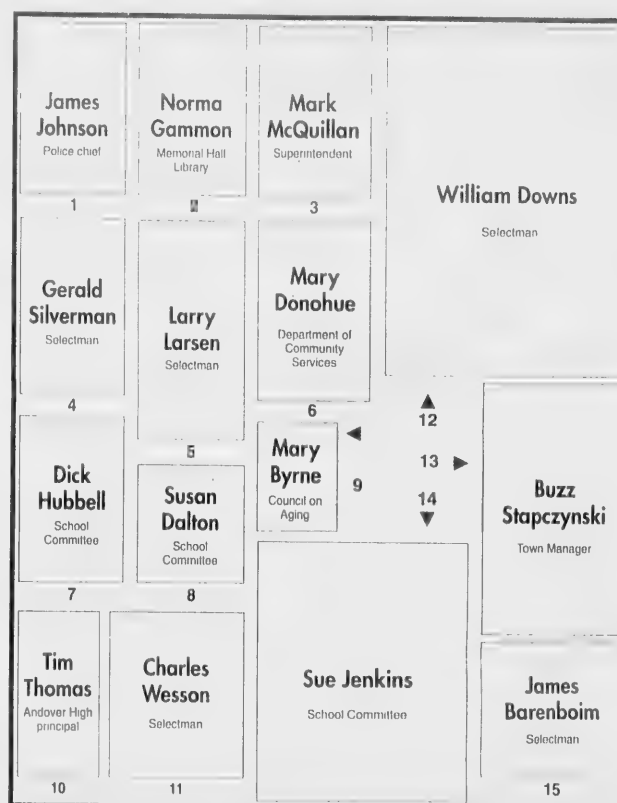 James
Johnson
Police chief
1
Norma
Gammon
Memorial Hall
Library
2
Mark
McQuillan
Superintendent
3
William Downs
Selectman
Gerald
Silverman
Selectman
4
Larry
Larsen
Selectman
5
Mary
Donohue
Department of
Community
Services
6
12
13
14
Dick
Hubbell
School
Committee
7
Susan
Dalton
School
Committee
8
Mary
Byrne
Council on
Aging
9
Buzz
Stapczynski
Town Manager
Tim
Thomas
Andover High
principal
10
Charles
Wesson
Selectman
11
Sue Jenkins
School Committee
James
Barenboim
Selectman
15